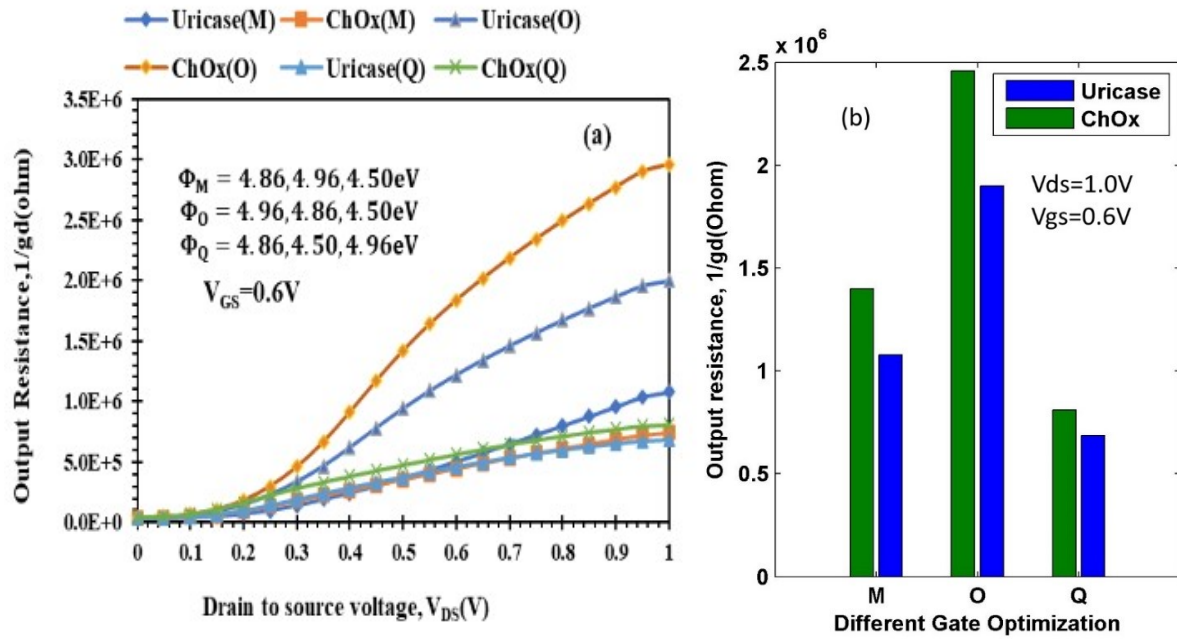 Uricase(M) ChOx(M) Uricase(O)
ChOx(O) Uricase(Q) ChOx(Q)
Output Resistance,1/gd(ohm)
3.5E+6
3.0E+6
2.5E+6
2.0E+6
1.5E+6
1.0E+6
5.0E+5
0.0E+0
(a)
Φ_M = 4.86,4.96,4.50eV
Φ_O = 4.96,4.86,4.50eV
Φ_Q = 4.86,4.50,4.96eV
V_GS=0.6V
0 0.1 0.2 0.3 0.4 0.5 0.6 0.7 0.8 0.9 1
Drain to source voltage, V_DS(V)
x 10^6
Output resistance, 1/gd(Ohom)
2.5
2
1.5
1
0.5
0
(b)
Uricase
ChOx
Vds=1.0V
Vgs=0.6V
M O Q
Different Gate Optimization